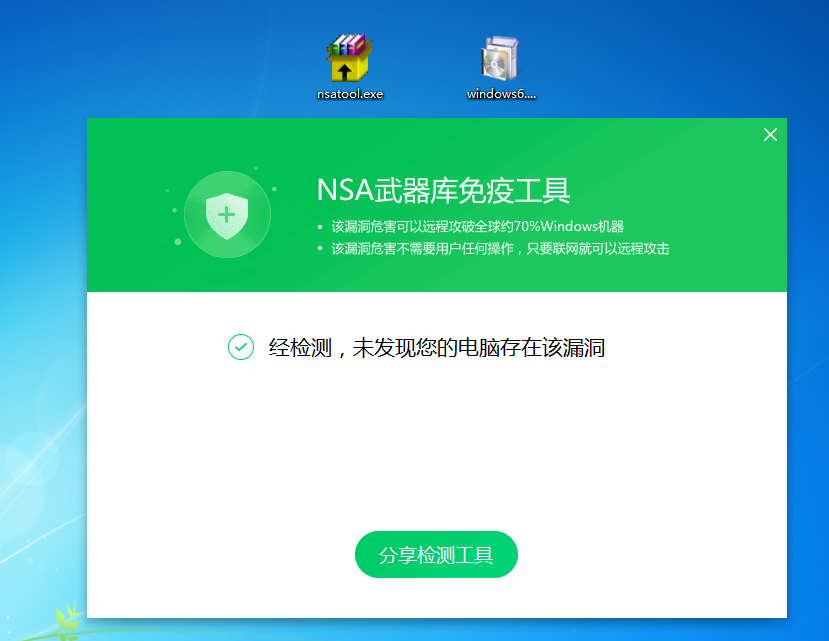 nsatool.exe
windows6....
NSA武器库免疫工具
• 该漏洞危害可以远程攻破全球约70%Windows机器
• 该漏洞危害不需要用户任何操作，只要联网就可以远程攻击
经检测，未发现您的电脑存在该漏洞
分享检测工具